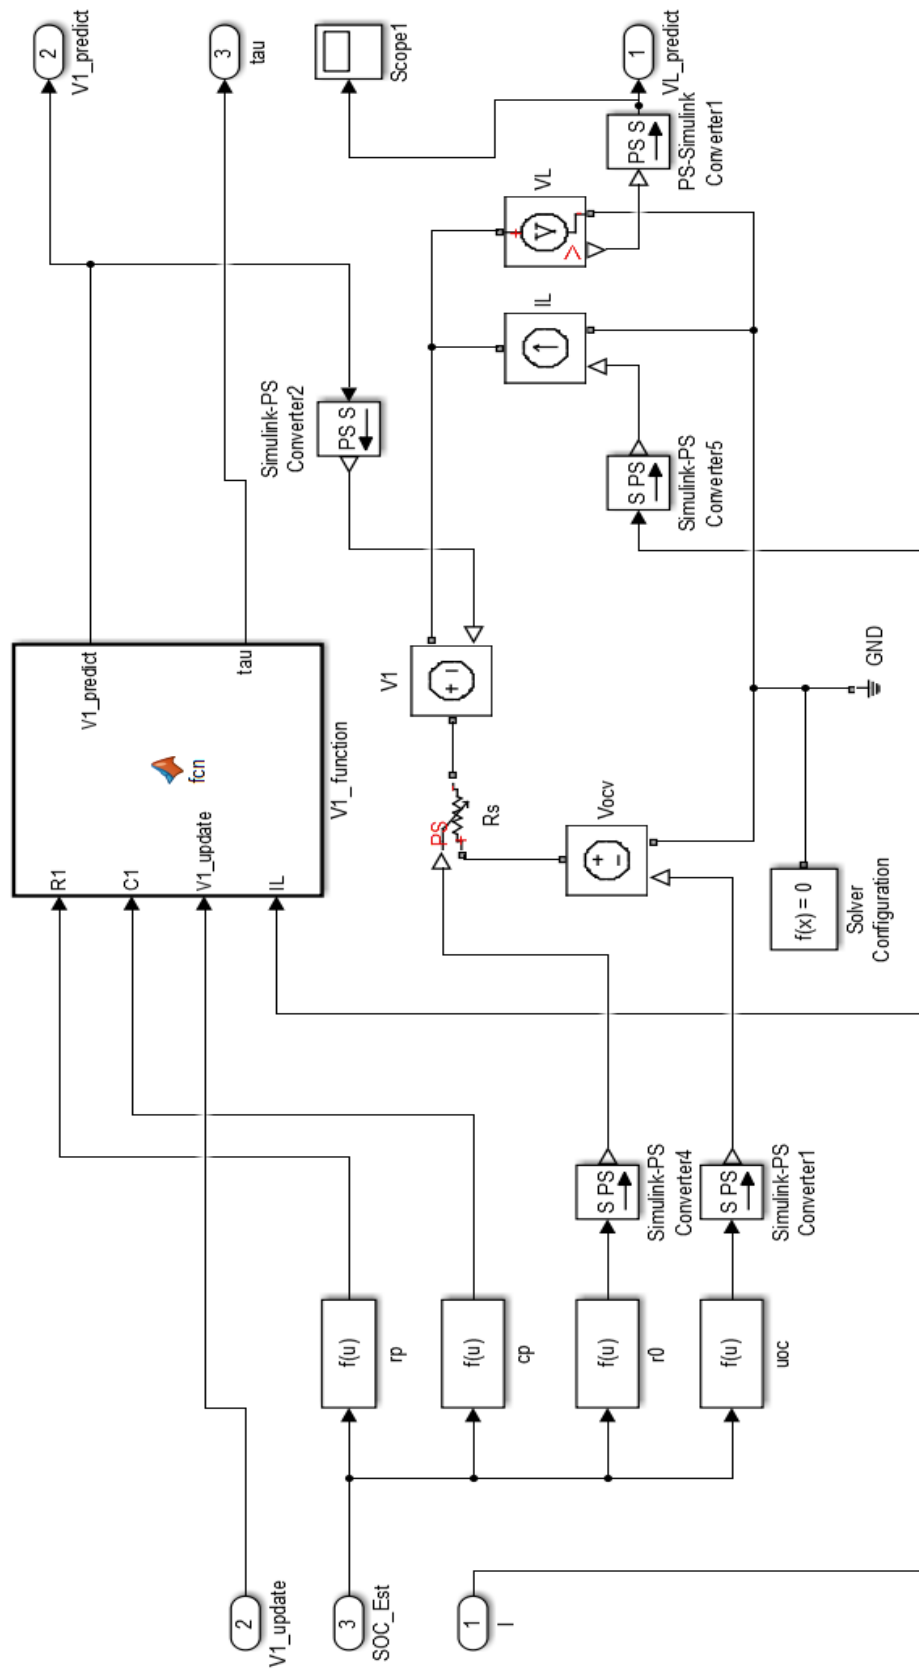 2
V1_update
3
SOC_Est
1
I
f(u)
rp
f(u)
cp
f(u)
r0
f(u)
uoc
S PS
Simulink-PS
Converter4
S PS
Simulink-PS
Converter1
R1
C1
V1_update
IL
fcn
V1_predict
tau
V1_function
f(x) = 0
Solver
Configuration
GND
PS
+
-
Rs
+
-
Vocv
+
-
V1
Simulink-PS
Converter2
PS S
S PS
Simulink-PS
Converter5
IL
VL
+
V
-
V
PS S
PS-Simulink
Converter1
2
V1_predict
3
tau
Scope1
1
VL_predict